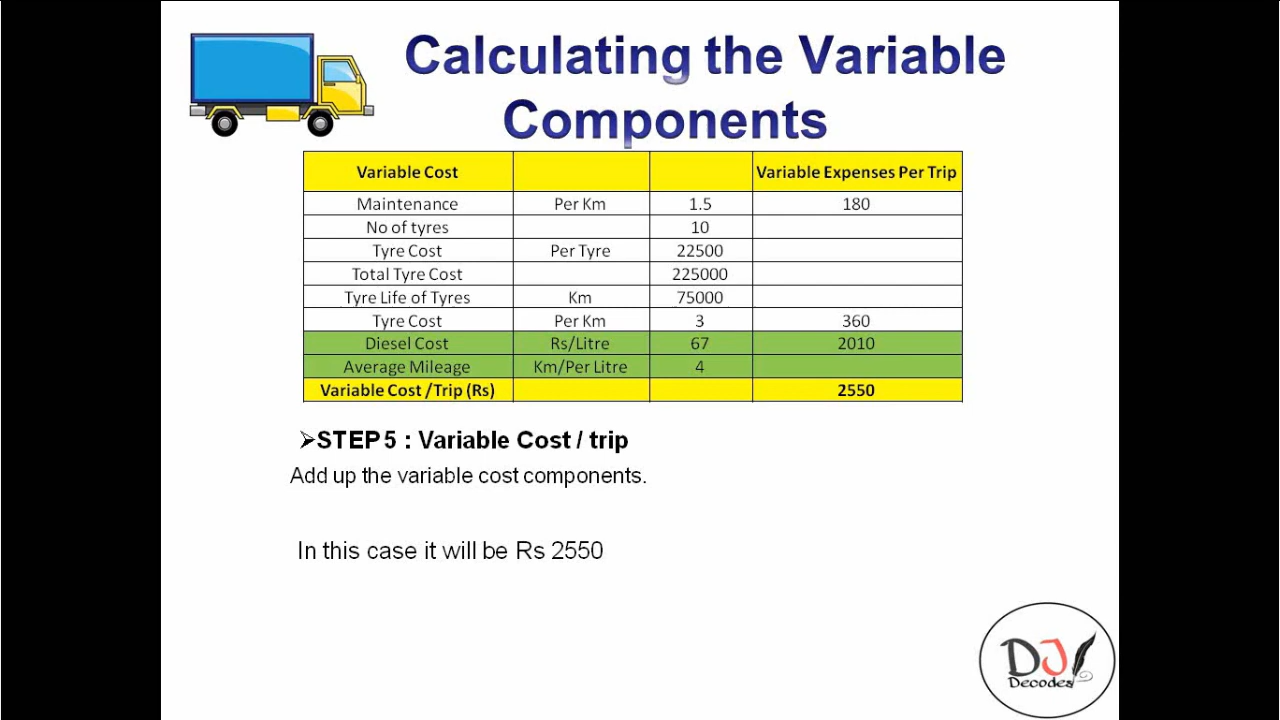 Calculating the Variable
Components
Variable Cost Variable Expenses Per Trip
Maintenance Per Km 1.5 180
No of tyres 10
Tyre Cost Per Tyre 22500
Total Tyre Cost 225000
Tyre Life of Tyres Km 75000
Tyre Cost Per Km 3 360
Diesel Cost Rs/Litre 67 2010
Average Mileage Km/Per Litre 4
Variable Cost /Trip (Rs) 2550
➢STEP 5 : Variable Cost / trip
Add up the variable cost components.
In this case it will be Rs 2550
DJ
Decodes